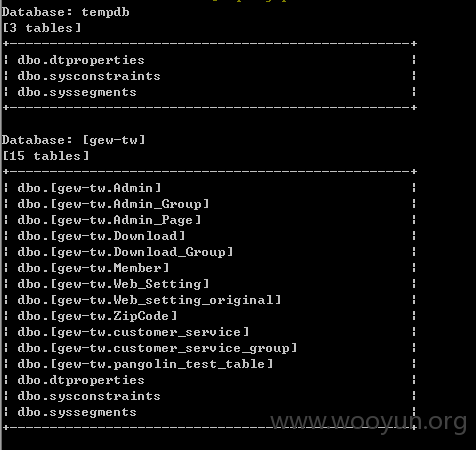 Database: tempdb
[3 tables]
+--------------------------------------------------+
¦ dbo.dtproperties ¦
¦ dbo.sysconstraints ¦
¦ dbo.syssegments ¦
+--------------------------------------------------+
Database: [gew-tw]
[15 tables]
+--------------------------------------------------+
¦ dbo.[gew-tw.Admin] ¦
¦ dbo.[gew-tw.Admin_Group] ¦
¦ dbo.[gew-tw.Admin_Page] ¦
¦ dbo.[gew-tw.Download] ¦
¦ dbo.[gew-tw.Download_Group] ¦
¦ dbo.[gew-tw.Member] ¦
¦ dbo.[gew-tw.Web_Setting] ¦
¦ dbo.[gew-tw.Web_setting_original] ¦
¦ dbo.[gew-tw.ZipCode] ¦
¦ dbo.[gew-tw.customer_service] ¦
¦ dbo.[gew-tw.customer_service_group] ¦
¦ dbo.[gew-tw.pangolin_test_table] ¦
¦ dbo.dtproperties ¦
¦ dbo.sysconstraints ¦
¦ dbo.syssegments ¦
+--------------------------------------------------+
www.wooyun.org